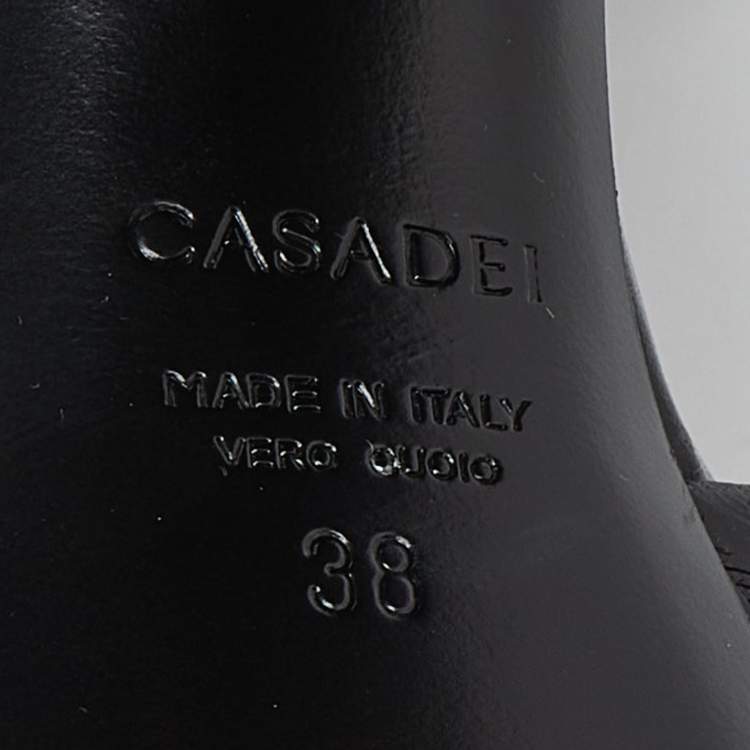 CASADEI
MADE IN ITALY
VERO CUOIO
38